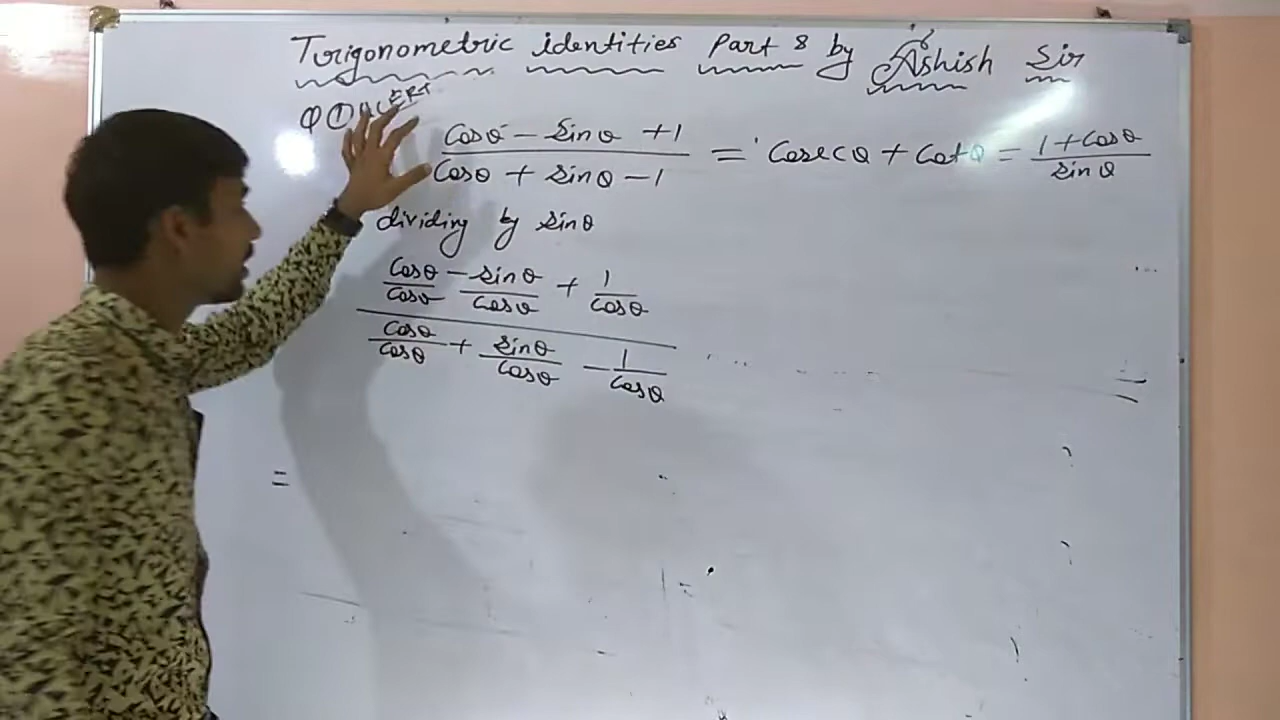 Trigonometric identities Part 8 by Ashish Sir
Q ① NCERT
(cosθ - sinθ + 1)/(cosθ + sinθ - 1) = cosecθ + cotθ = (1 + cosθ)/(sinθ)
dividing by sinθ
cosθ/cosθ - sinθ/cosθ + 1/cosθ
cosθ/cosθ + sinθ/cosθ - 1/cosθ
=